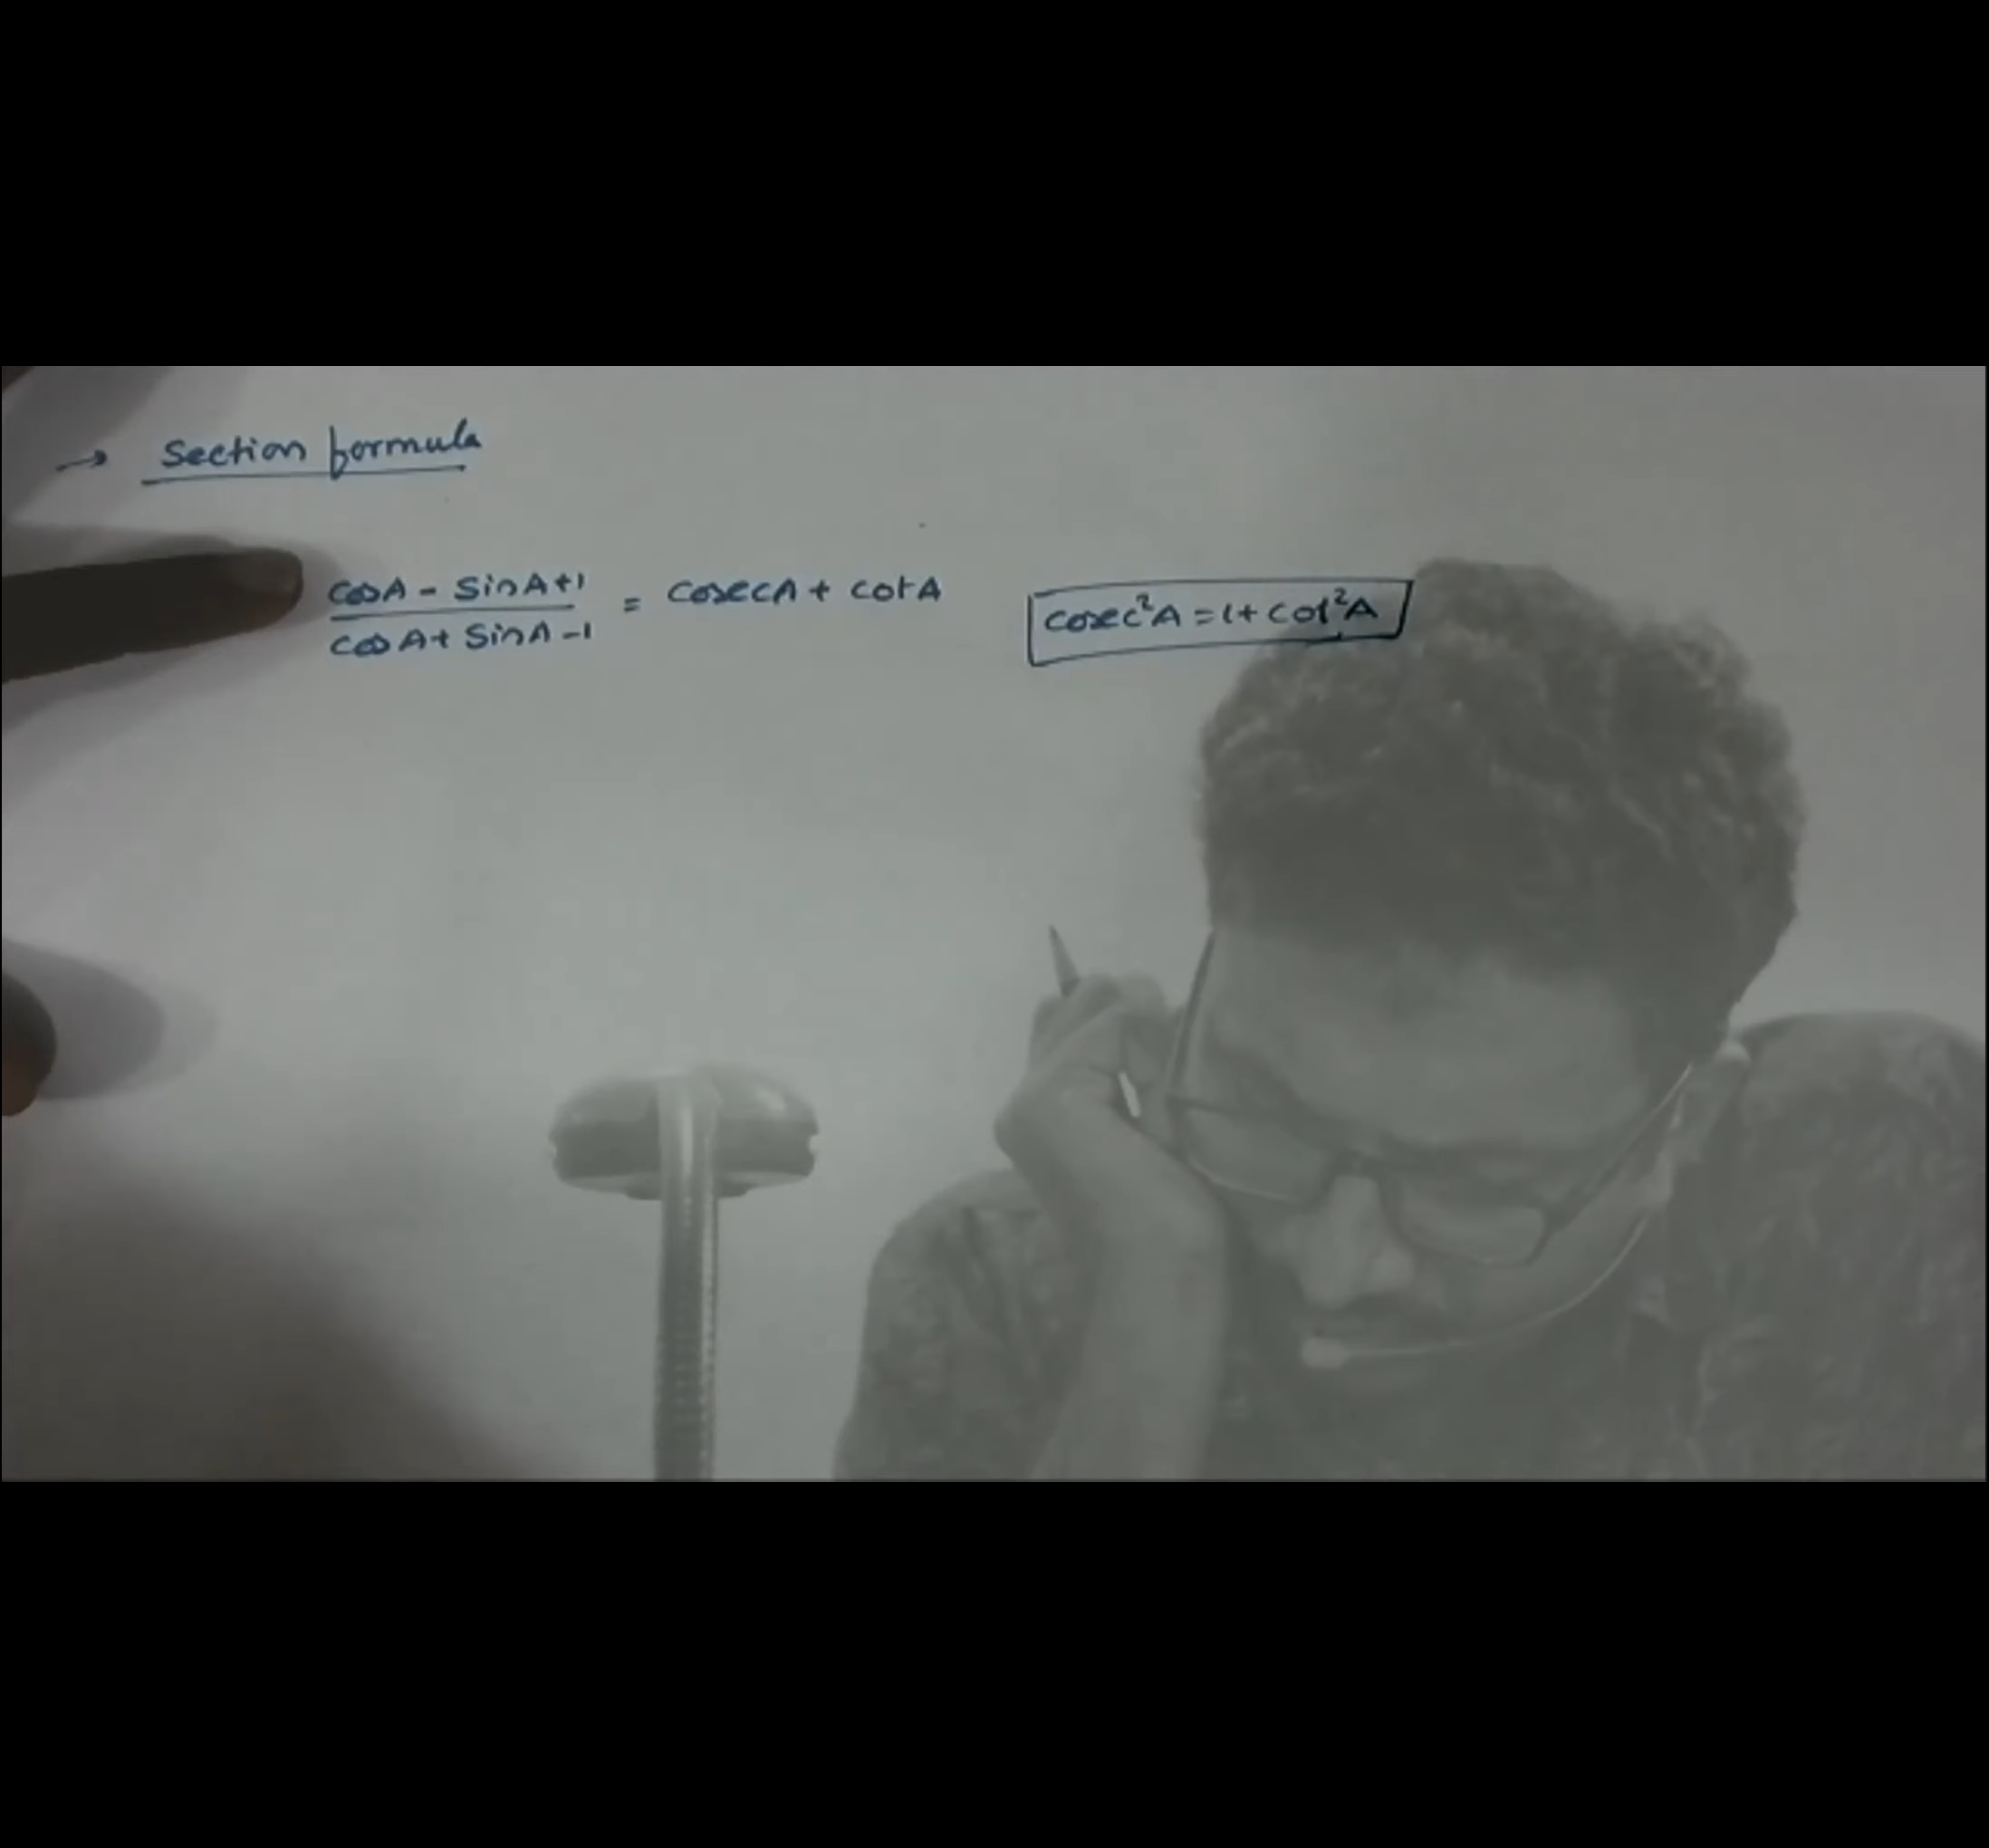 → Section formula
cosA - sinA+1 / cosA + sinA -1 = cosecA + cotA
cosec²A = 1 + cot²A